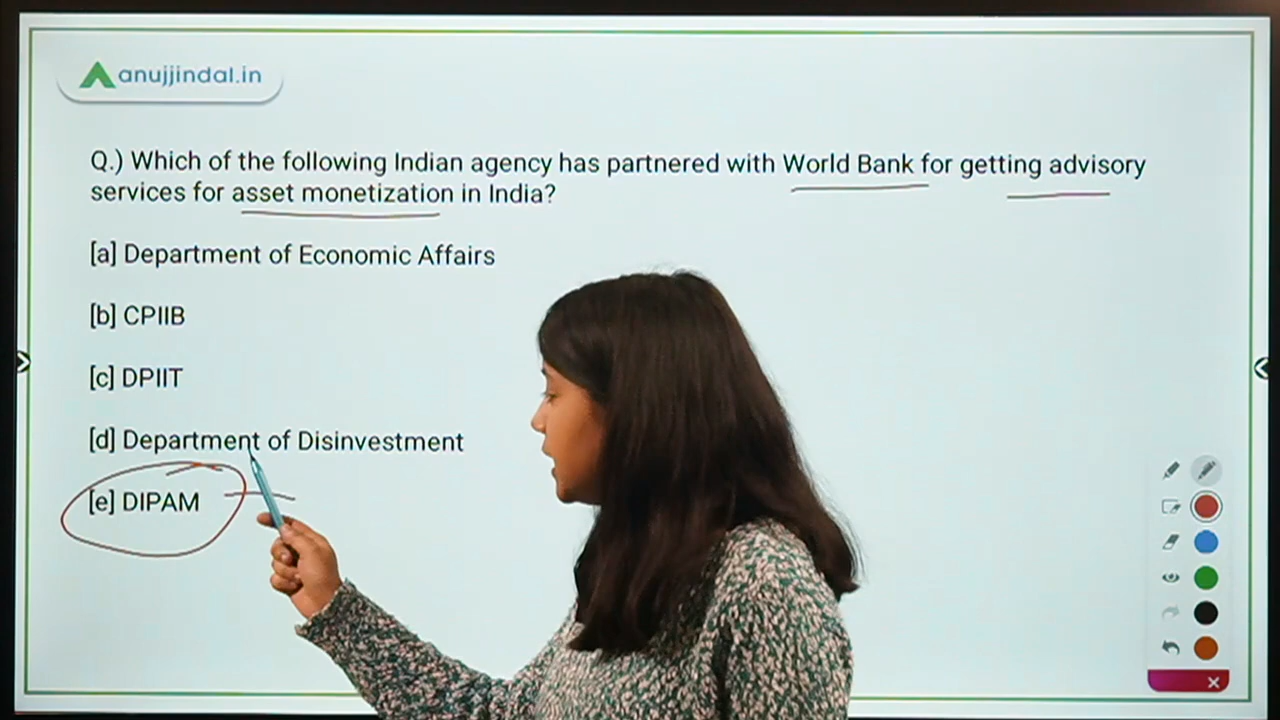 anujjindal.in
Q.) Which of the following Indian agency has partnered with World Bank for getting advisory
services for asset monetization in India?
[a] Department of Economic Affairs
[b] CPIIB
[c] DPIIT
[d] Department of Disinvestment
[e] DIPAM